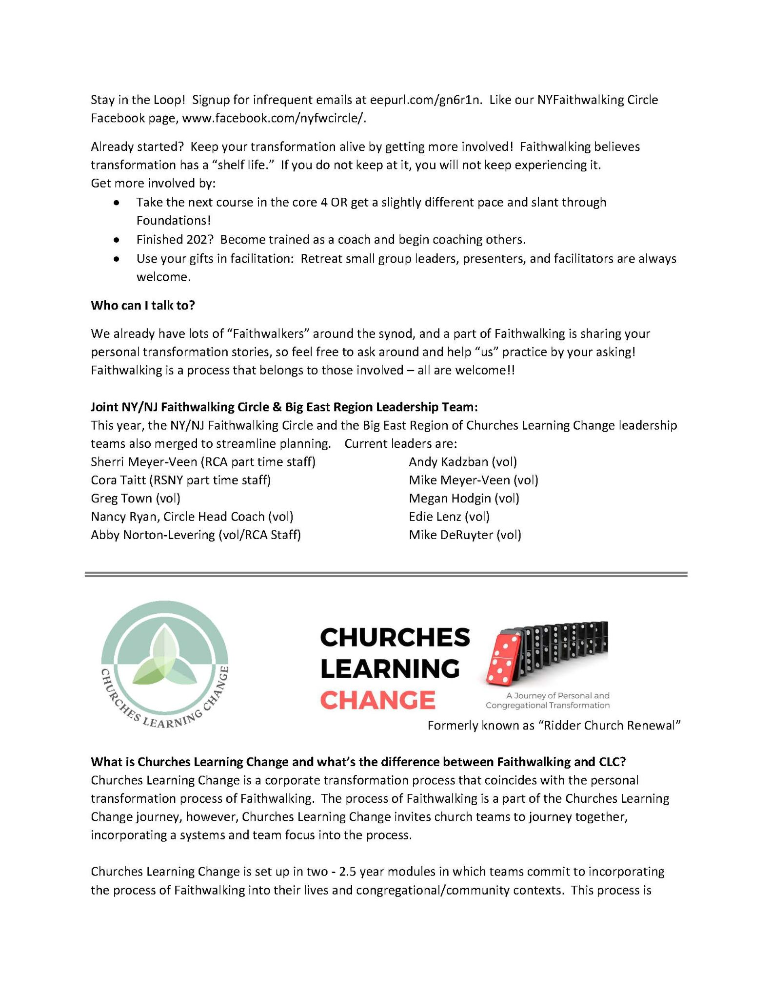 Stay in the Loop!  Signup for infrequent emails at eepurl.com/gn6r1n.  Like our NYFaithwalking Circle
Facebook page, www.facebook.com/nyfwcircle/.
Already started?  Keep your transformation alive by getting more involved!  Faithwalking believes
transformation has a “shelf life.”  If you do not keep at it, you will not keep experiencing it.
Get more involved by:
• Take the next course in the core 4 OR get a slightly different pace and slant through
Foundations!
• Finished 202?  Become trained as a coach and begin coaching others.
• Use your gifts in facilitation:  Retreat small group leaders, presenters, and facilitators are always
welcome.
Who can I talk to?
We already have lots of “Faithwalkers” around the synod, and a part of Faithwalking is sharing your
personal transformation stories, so feel free to ask around and help “us” practice by your asking!
Faithwalking is a process that belongs to those involved – all are welcome!!
Joint NY/NJ Faithwalking Circle & Big East Region Leadership Team:
This year, the NY/NJ Faithwalking Circle and the Big East Region of Churches Learning Change leadership
teams also merged to streamline planning.    Current leaders are:
Sherri Meyer-Veen (RCA part time staff) Andy Kadzban (vol)
Cora Taitt (RSNY part time staff) Mike Meyer-Veen (vol)
Greg Town (vol) Megan Hodgin (vol)
Nancy Ryan, Circle Head Coach (vol) Edie Lenz (vol)
Abby Norton-Levering (vol/RCA Staff) Mike DeRuyter (vol)
CHURCHES LEARNING CHANGE
CHURCHES
LEARNING
CHANGE
A Journey of Personal and
Congregational Transformation
Formerly known as “Ridder Church Renewal”
What is Churches Learning Change and what’s the difference between Faithwalking and CLC?
Churches Learning Change is a corporate transformation process that coincides with the personal
transformation process of Faithwalking.  The process of Faithwalking is a part of the Churches Learning
Change journey, however, Churches Learning Change invites church teams to journey together,
incorporating a systems and team focus into the process.
Churches Learning Change is set up in two - 2.5 year modules in which teams commit to incorporating
the process of Faithwalking into their lives and congregational/community contexts.  This process is